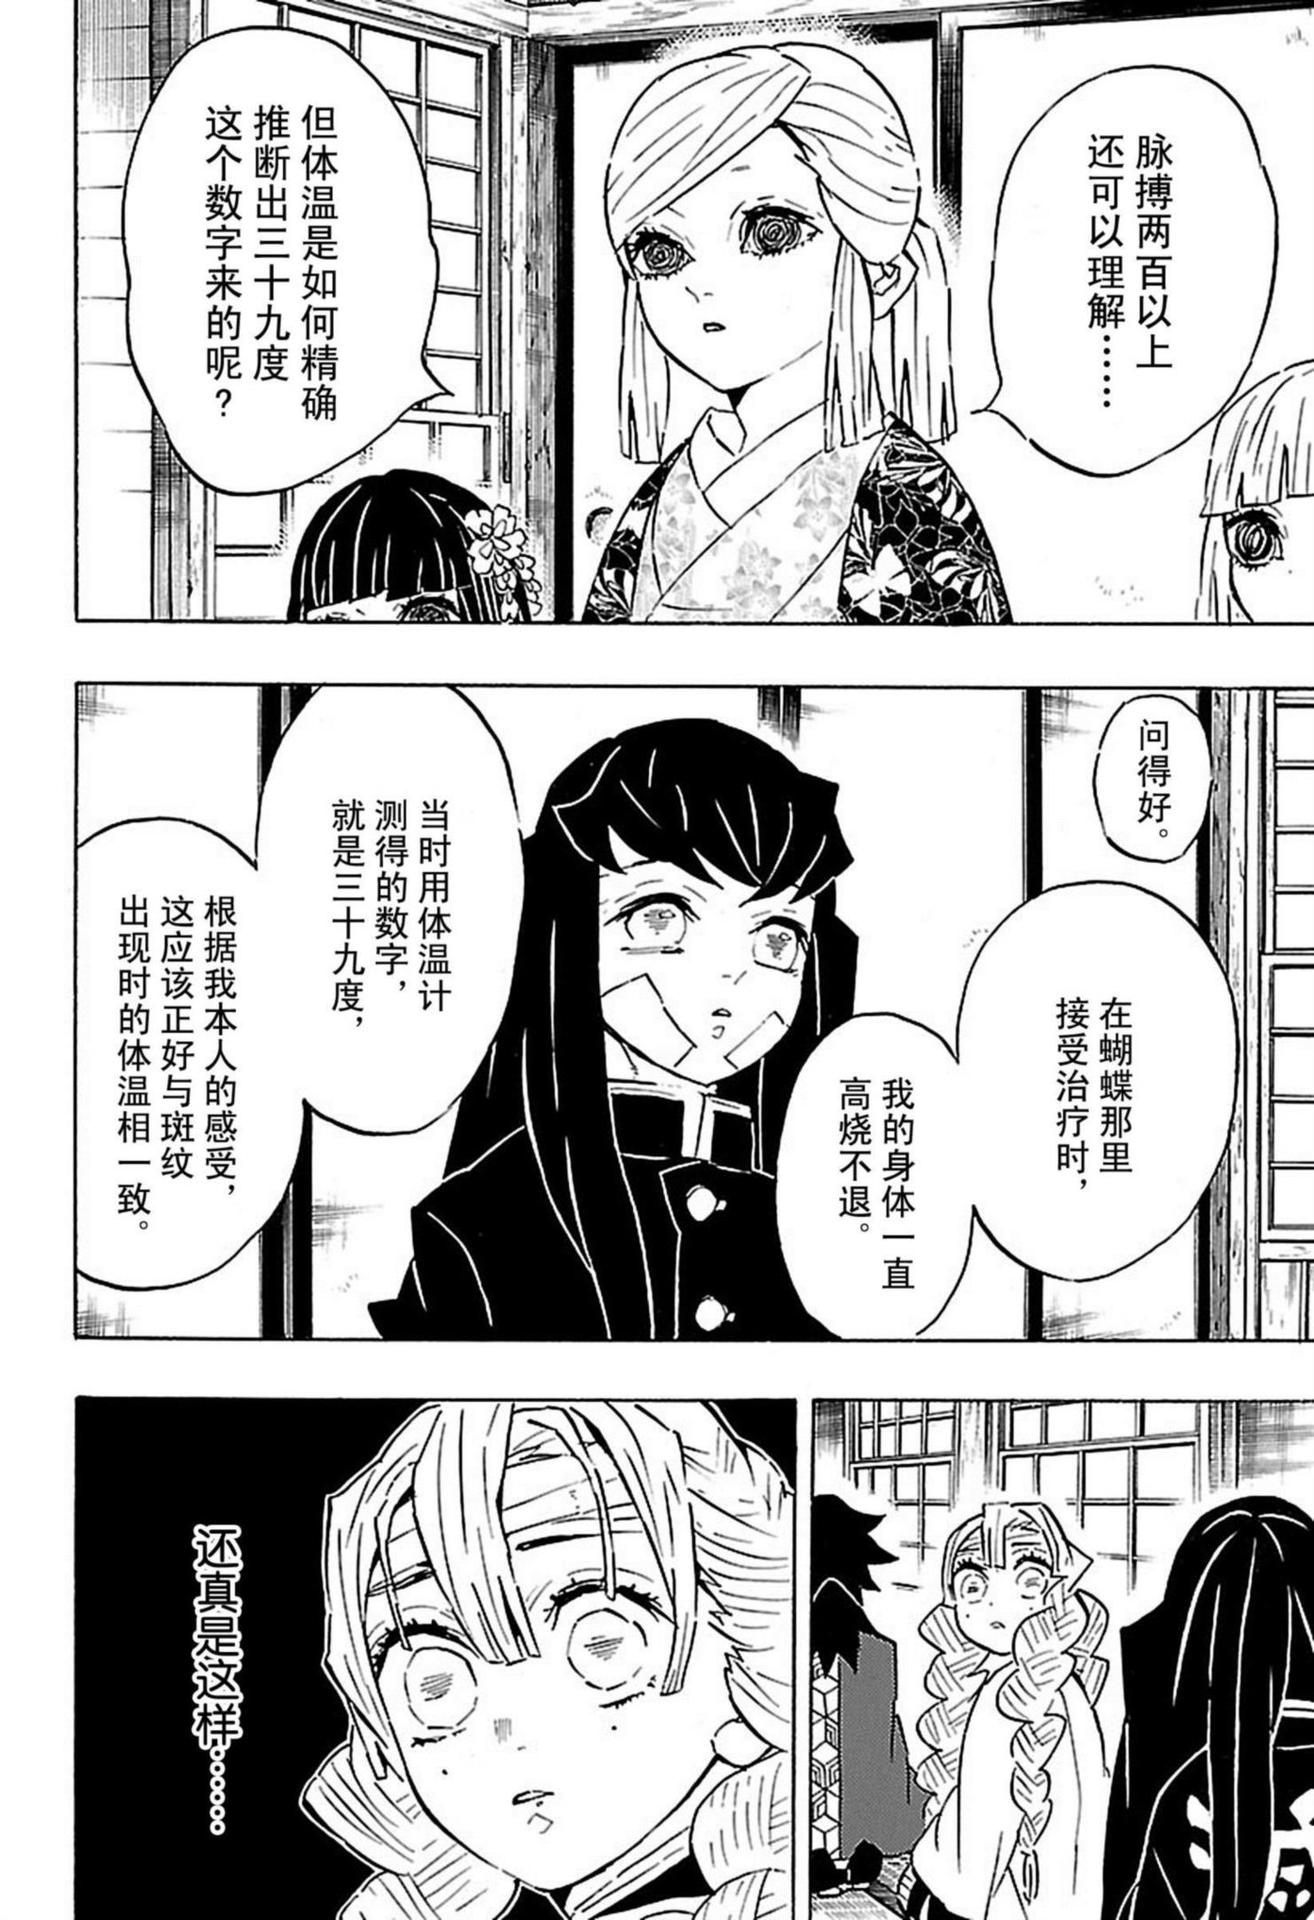 脉搏两百以上
还可以理解……
但体温是如何精确
推断出三十九度
这个数字来的呢？
问得好。
在蝴蝶那里
接受治疗时，
我的身体一直
高烧不退。
当时用体温计
测得的数字，
就是三十九度，
根据我本人的感受，
这应该正好与斑纹
出现时的体温相一致。
还真是这样……